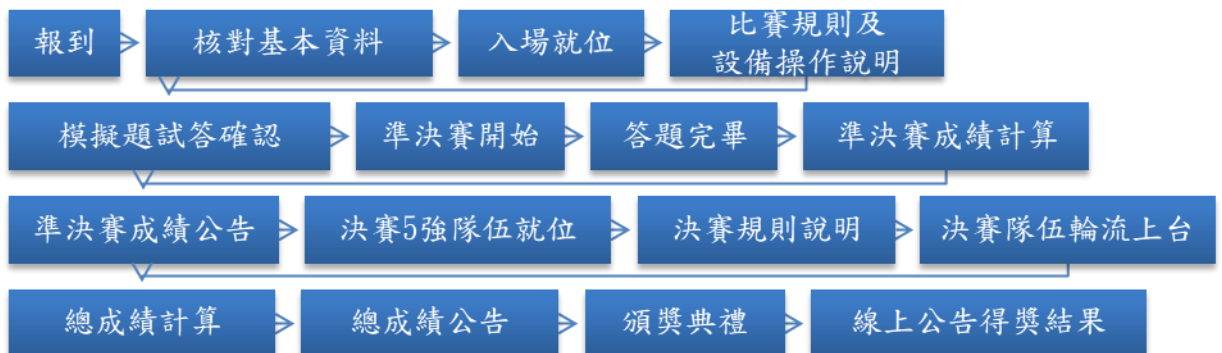 報到
核對基本資料
入場就位
比賽規則及
設備操作說明
模擬題試答確認
準決賽開始
答題完畢
準決賽成績計算
準決賽成績公告
決賽5強隊伍就位
決賽規則說明
決賽隊伍輪流上台
總成績計算
總成績公告
頒獎典禮
線上公告得獎結果